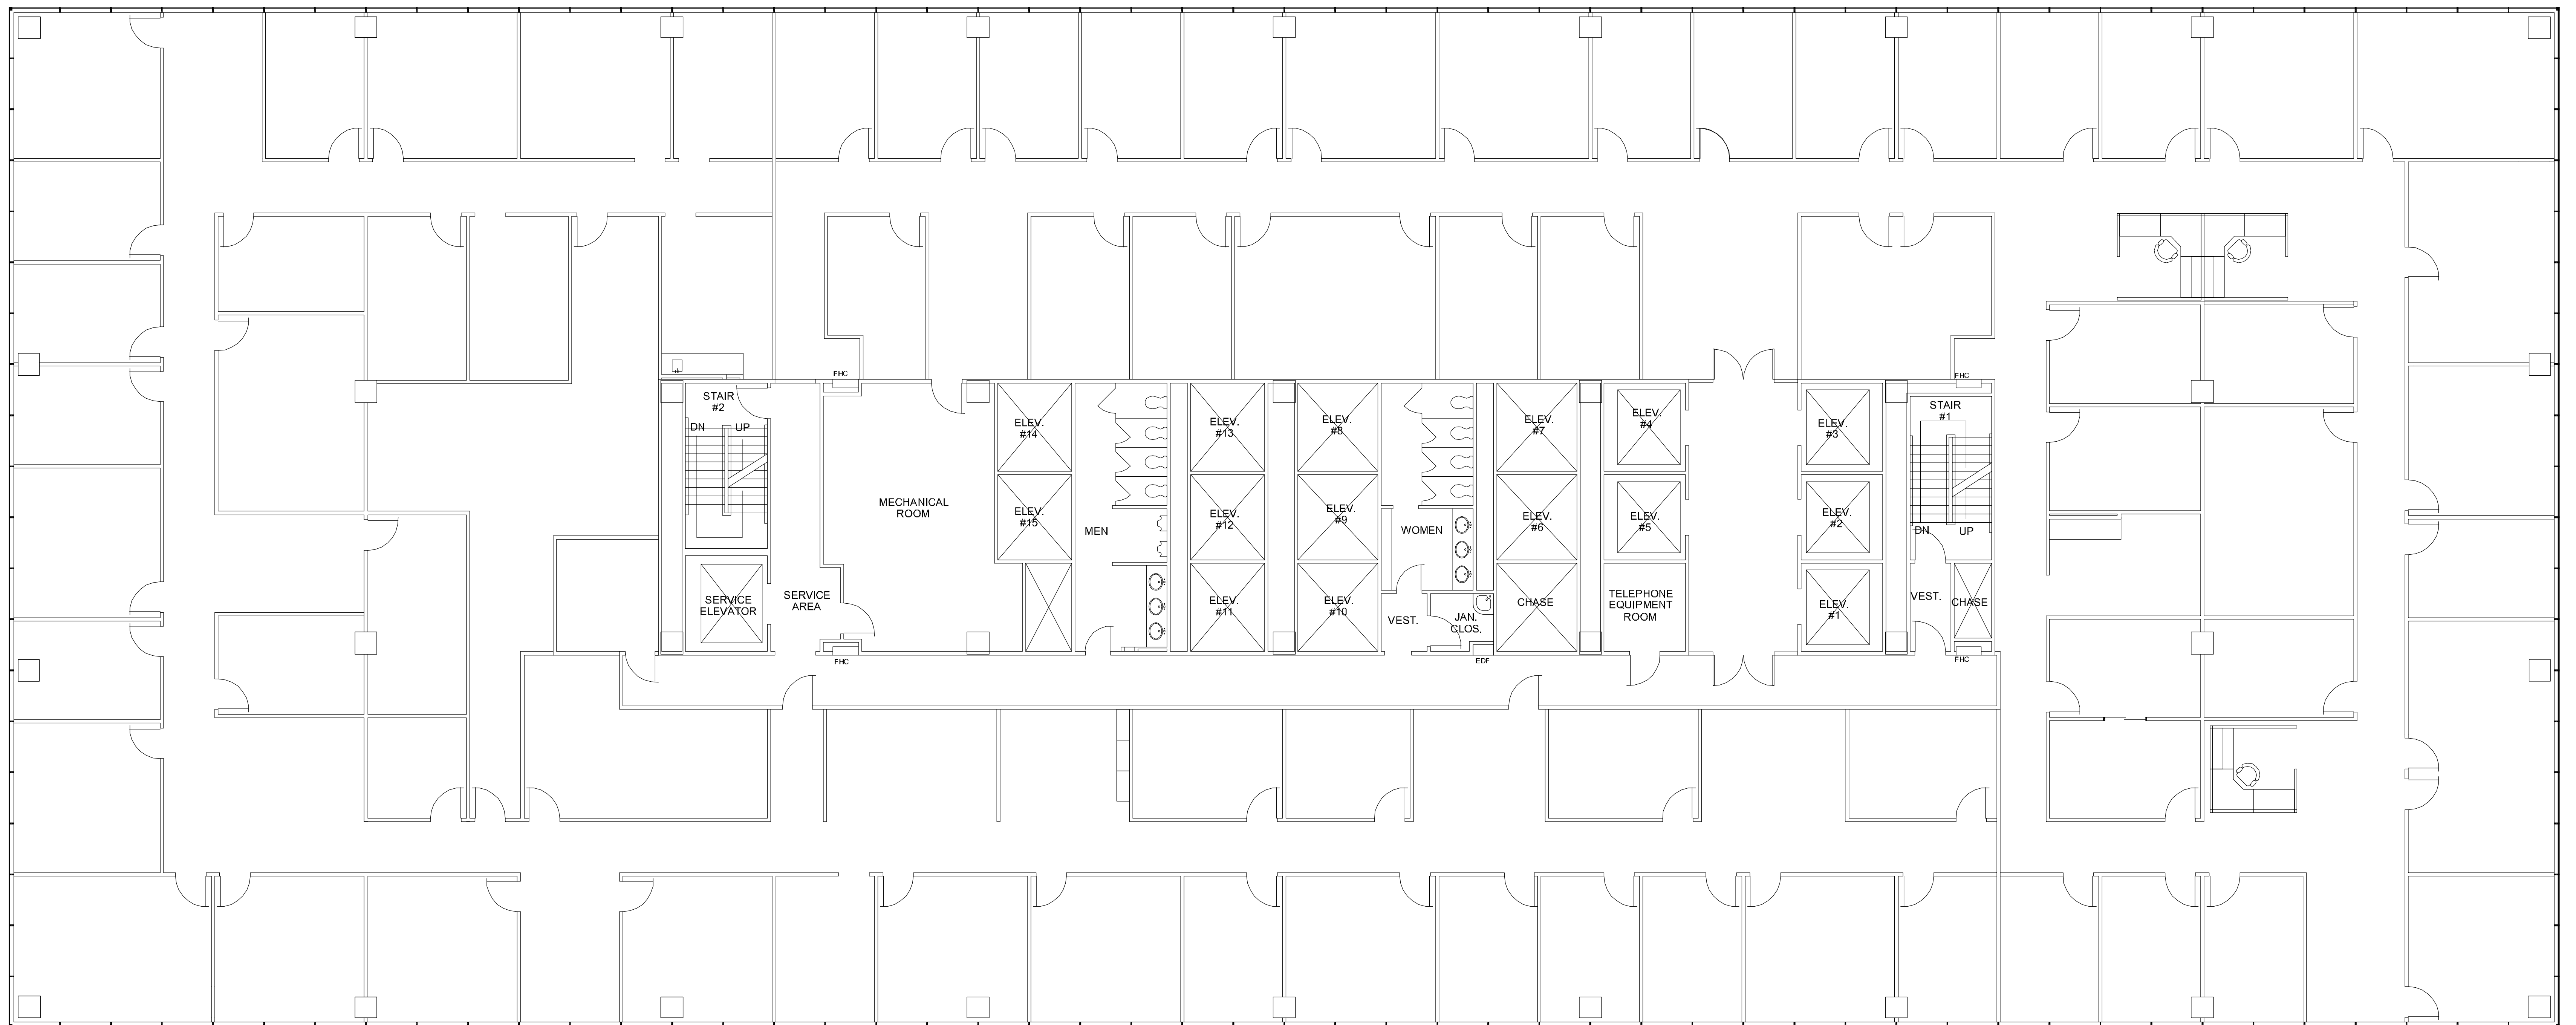 FHC
FHC
STAIR
#2
DN
UP
ELEV.
#14
ELEV.
#13
ELEV.
#8
ELEV.
#7
ELEV.
#4
ELEV.
#3
STAIR
#1
MECHANICAL
ROOM
ELEV.
#15
MEN
ELEV.
#12
ELEV.
#9
WOMEN
ELEV.
#6
ELEV.
#5
ELEV.
#2
DN
UP
SERVICE
ELEVATOR
SERVICE
AREA
ELEV.
#11
ELEV.
#10
VEST.
JAN.
CLOS.
CHASE
TELEPHONE
EQUIPMENT
ROOM
ELEV.
#1
VEST.
CHASE
FHC
EDF
FHC